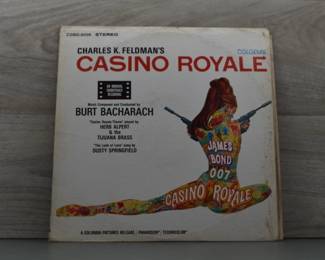 COSO-5005 STEREO
COLGEMS
CHARLES K. FELDMAN'S
CASINO ROYALE
AN ORIGINAL
SOUNDTRACK
RECORDING
Music Composed and Conducted by
BURT BACHARACH
"Casino Royale Theme" played by
HERB ALPERT
& the
TIJUANA BRASS
"The Look of Love" sung by
DUSTY SPRINGFIELD
JAMES
BOND
007
CASINO ROYALE
A COLUMBIA PICTURES RELEASE / PANAVISION® / TECHNICOLOR®